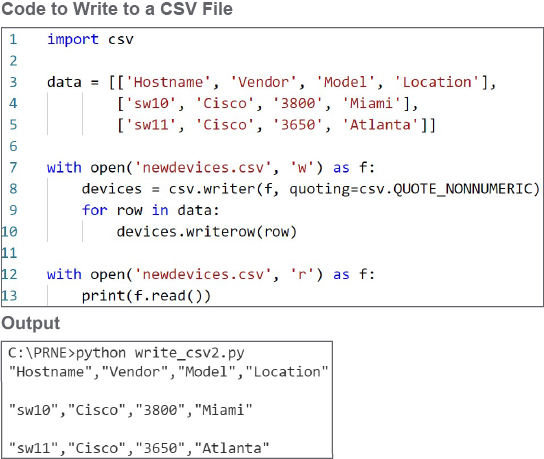 Code to Write to a CSV File
1 import csv
2
3 data = [['Hostname', 'Vendor', 'Model', 'Location'],
4 ['sw10', 'Cisco', '3800', 'Miami'],
5 ['sw11', 'Cisco', '3650', 'Atlanta']]
6
7 with open('newdevices.csv', 'w') as f:
8 devices = csv.writer(f, quoting=csv.QUOTE_NONNUMERIC)
9 for row in data:
10 devices.writerow(row)
11
12 with open('newdevices.csv', 'r') as f:
13 print(f.read())
Output
C:\PRNE>python write_csv2.py
"Hostname","Vendor","Model","Location"
"sw10","Cisco","3800","Miami"
"sw11","Cisco","3650","Atlanta"